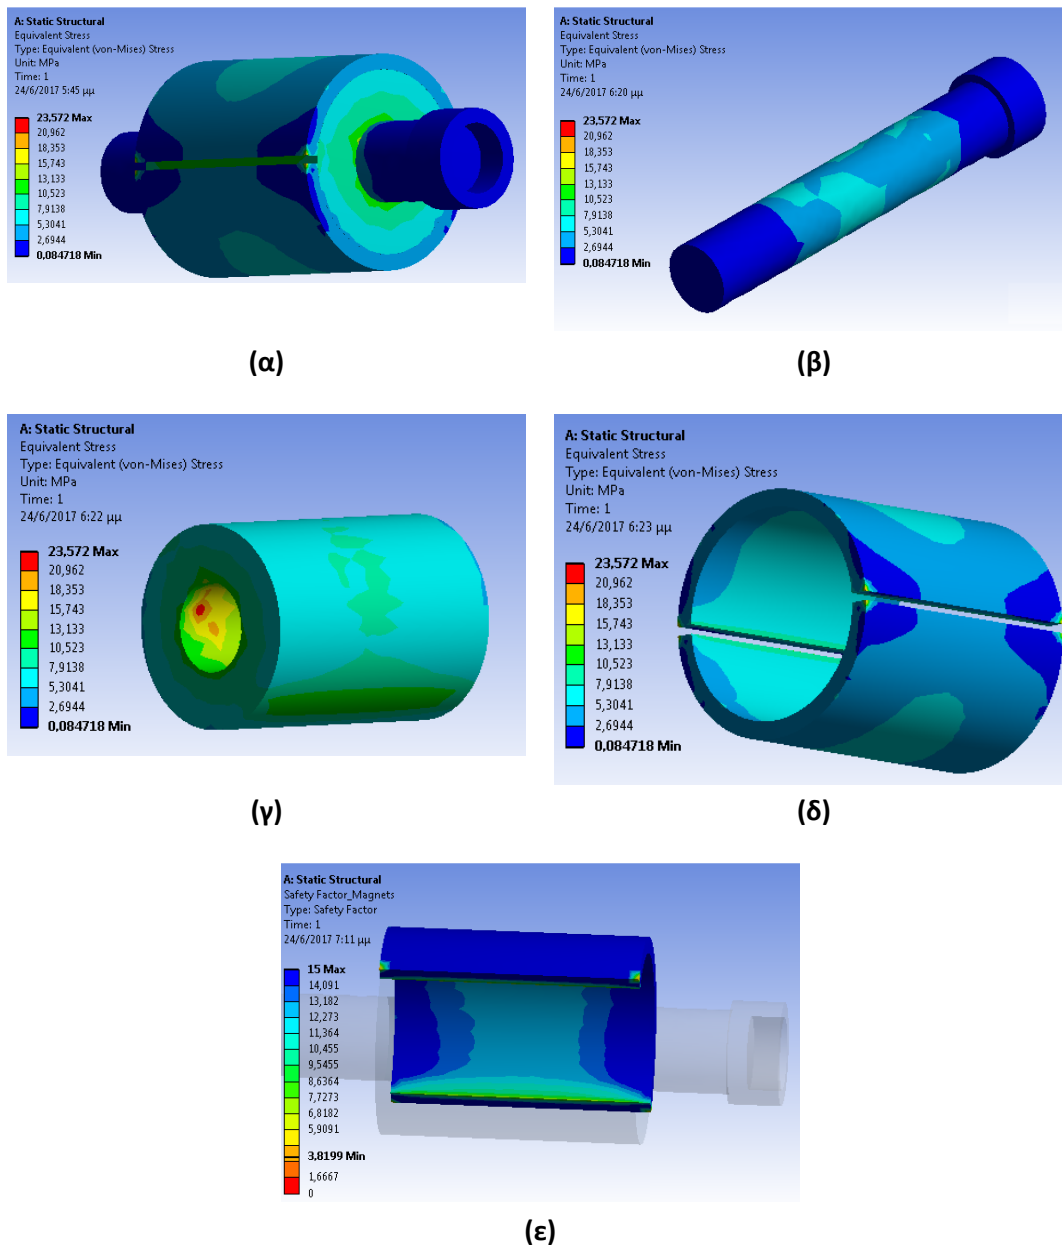 A: Static Structural
Equivalent Stress
Type: Equivalent (von-Mises) Stress
Unit: MPa
Time: 1
24/6/2017 5:45 μμ
23,572 Max
20,962
18,353
15,743
13,133
10,523
7,9138
5,3041
2,6944
0,084718 Min
(α)
A: Static Structural
Equivalent Stress
Type: Equivalent (von-Mises) Stress
Unit: MPa
Time: 1
24/6/2017 6:20 μμ
23,572 Max
20,962
18,353
15,743
13,133
10,523
7,9138
5,3041
2,6944
0,084718 Min
(β)
A: Static Structural
Equivalent Stress
Type: Equivalent (von-Mises) Stress
Unit: MPa
Time: 1
24/6/2017 6:22 μμ
23,572 Max
20,962
18,353
15,743
13,133
10,523
7,9138
5,3041
2,6944
0,084718 Min
(γ)
A: Static Structural
Equivalent Stress
Type: Equivalent (von-Mises) Stress
Unit: MPa
Time: 1
24/6/2017 6:23 μμ
23,572 Max
20,962
18,353
15,743
13,133
10,523
7,9138
5,3041
2,6944
0,084718 Min
(δ)
A: Static Structural
Safety Factor_Magnets
Type: Safety Factor
Time: 1
24/6/2017 7:11 μμ
15 Max
14,091
13,182
12,273
11,364
10,455
9,5455
8,6364
7,7273
6,8182
5,9091
3,8199 Min
1,6667
0
(ε)